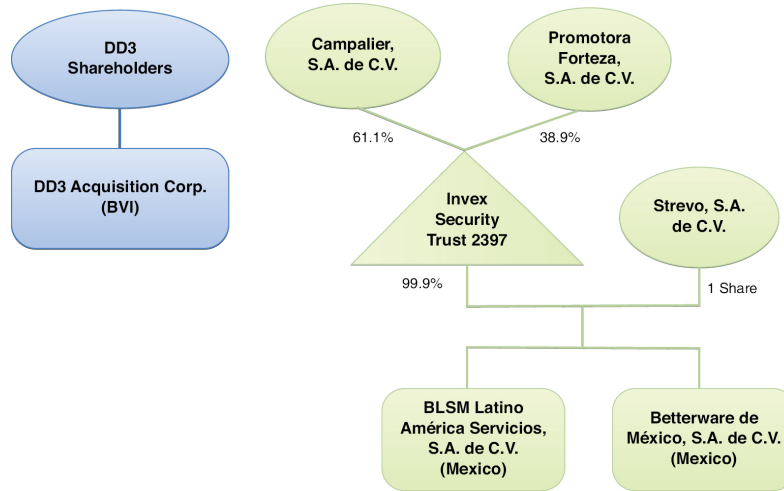 DD3
Shareholders
Campalier,
S.A. de C.V.
Promotora
Forteza,
S.A. de C.V.
61.1%
38.9%
DD3 Acquisition Corp.
(BVI)
Invex
Security
Trust 2397
Strevo, S.A.
de C.V.
99.9%
1 Share
BLSM Latino
América Servicios,
S.A. de C.V.
(Mexico)
Betterware de
México, S.A. de C.V.
(Mexico)